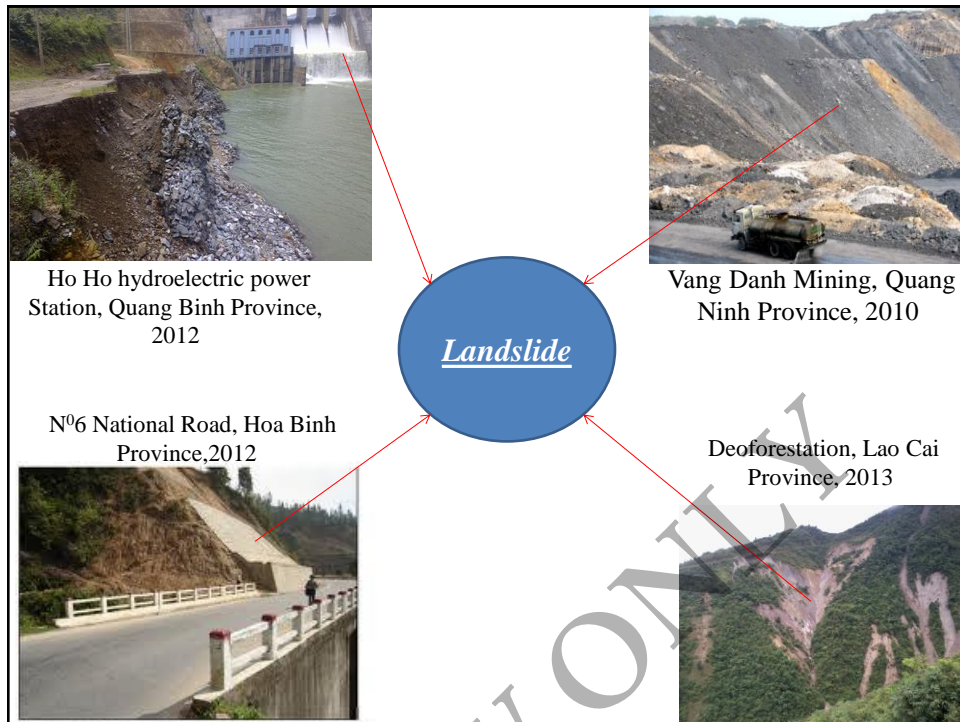 Ho Ho hydroelectric power
Station, Quang Binh Province,
2012
Vang Danh Mining, Quang
Ninh Province, 2010
Landslide
N⁰6 National Road, Hoa Binh
Province,2012
Deoforestation, Lao Cai
Province, 2013
Y ONLY